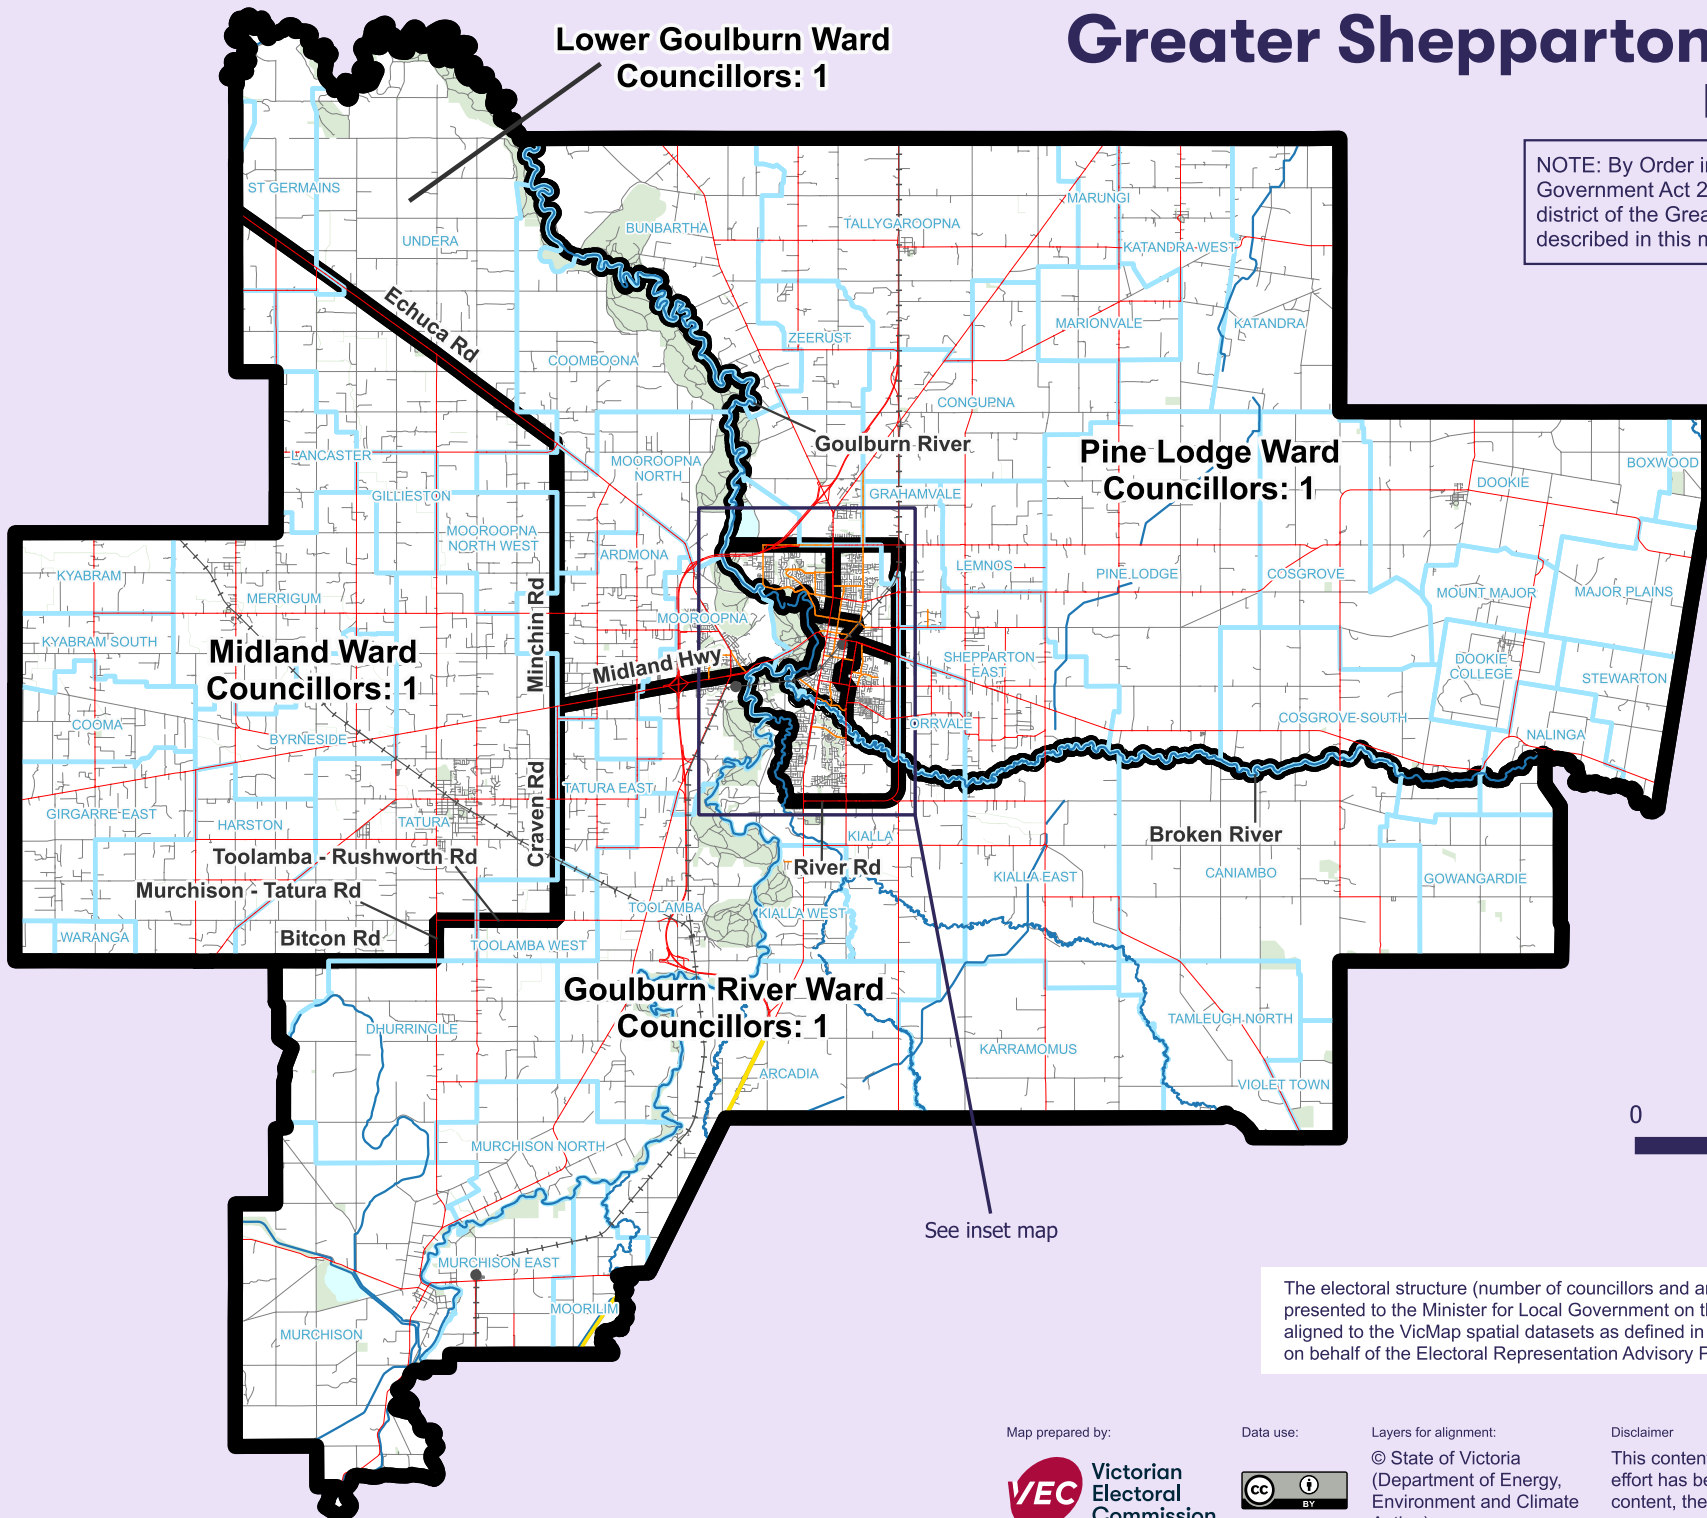 Greater Shepparton
Lower Goulburn Ward
Councillors: 1
NOTE: By Order i
Government Act 2
district of the Grea
described in this m
ST GERMAINS
UNDERA
BUNBARTHA
TALLYGAROOPNA
MARUNGI
KATANDRA WEST
Echuca Rd
COOMBOONA
ZEERUST
MARIONVALE
KATANDRA
CONGUPNA
Goulburn River
Pine Lodge Ward
Councillors: 1
LANCASTER
GILLIESTON
MOOROOPNA
NORTH
GRAHAMVALE
BOXWOOD
DOOKIE
MOOROOPNA
NORTH WEST
ARDMONA
LEMNOS
PINE LODGE
COSGROVE
MOUNT MAJOR
MAJOR PLAINS
KYABRAM
MERRIGUM
Minchin Rd
MOOROOPNA
KYABRAM SOUTH
Midland Ward
Councillors: 1
Midland Hwy
SHEPPARTON
EAST
DOOKIE
COLLEGE
STEWARTON
COOMA
BYRNESIDE
ORRVALE
COSGROVE SOUTH
NALINGA
GIRGARRE EAST
HARSTON
TATURA
Craven Rd
TATURA EAST
KIALLA
Broken River
Toolamba - Rushworth Rd
River Rd
Murchison - Tatura Rd
KIALLA EAST
CANIAMBO
GOWANGARDIE
WARANGA
Bitcon Rd
TOOLAMBA
TOOLAMBA WEST
KIALLA WEST
Goulburn River Ward
Councillors: 1
DHURRINGILE
TAMLEUGH NORTH
KARRAMOMUS
ARCADIA
VIOLET TOWN
0
MURCHISON NORTH
See inset map
MURCHISON EAST
MOORILIM
MURCHISON
The electoral structure (number of councillors and a
presented to the Minister for Local Government on t
aligned to the VicMap spatial datasets as defined in
on behalf of the Electoral Representation Advisory P
Map prepared by:
Data use:
Layers for alignment:
Disclaimer
VEC
Victorian
Electoral
Commission
cc
BY
© State of Victoria
(Department of Energy,
Environment and Climate
This conten
effort has be
content, the